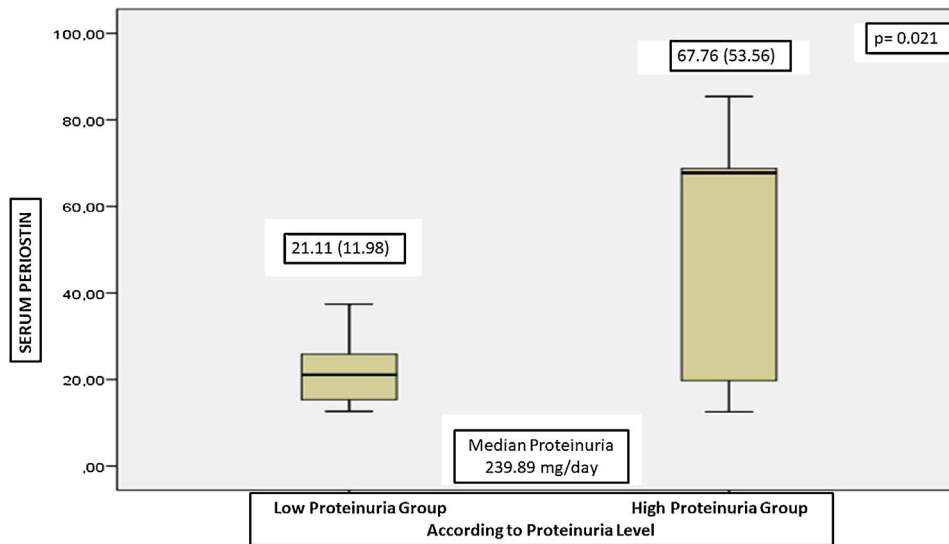 100,00
80,00
60,00
40,00
20,00
,00
SERUM PERIOSTIN
p= 0.021
67.76 (53.56)
21.11 (11.98)
Median Proteinuria
239.89 mg/day
Low Proteinuria Group
High Proteinuria Group
According to Proteinuria Level